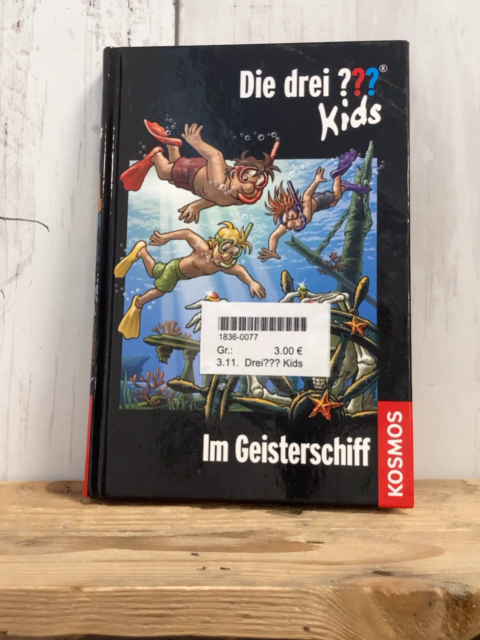 Die drei ???®
Kids
1836-0077
Gr.: 3.00 €
3.11. Drei??? Kids
Im Geisterschiff
KOSMOS